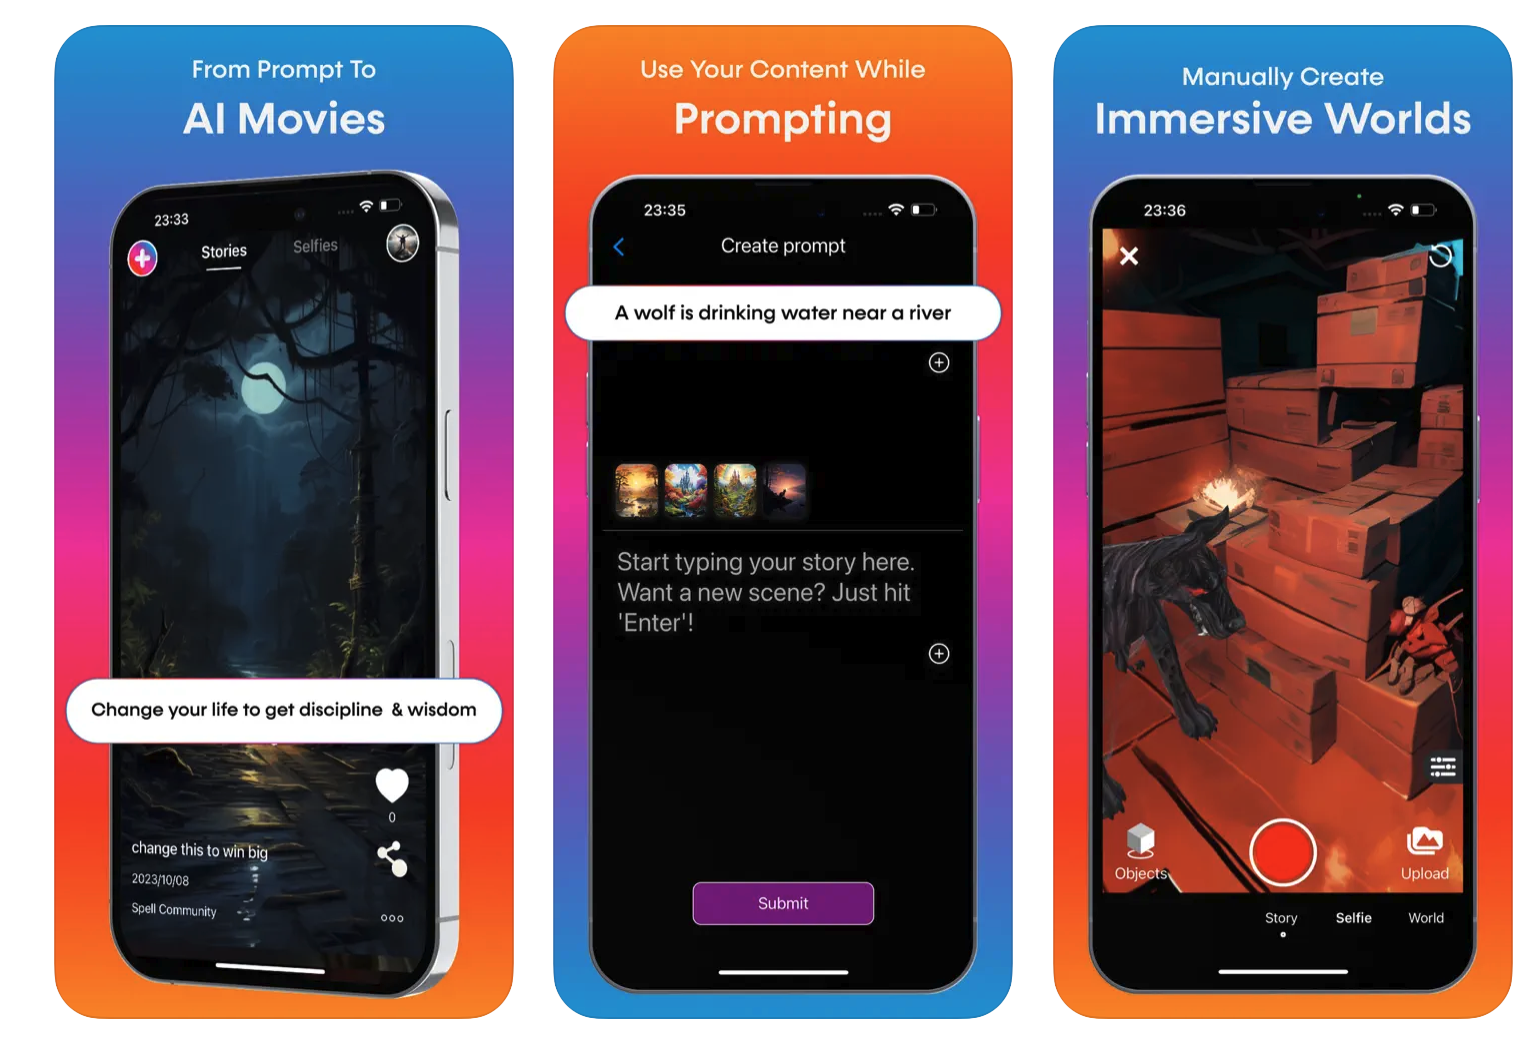 From Prompt To
AI Movies
23:33
Stories
Selfies
Change your life to get discipline & wisdom
0
change this to win big
2023/10/08
Spell Community
Use Your Content While
Prompting
23:35
Create prompt
A wolf is drinking water near a river
Start typing your story here.
Want a new scene? Just hit
'Enter'!
Submit
Manually Create
Immersive Worlds
23:36
Objects
Upload
Story
Selfie
World